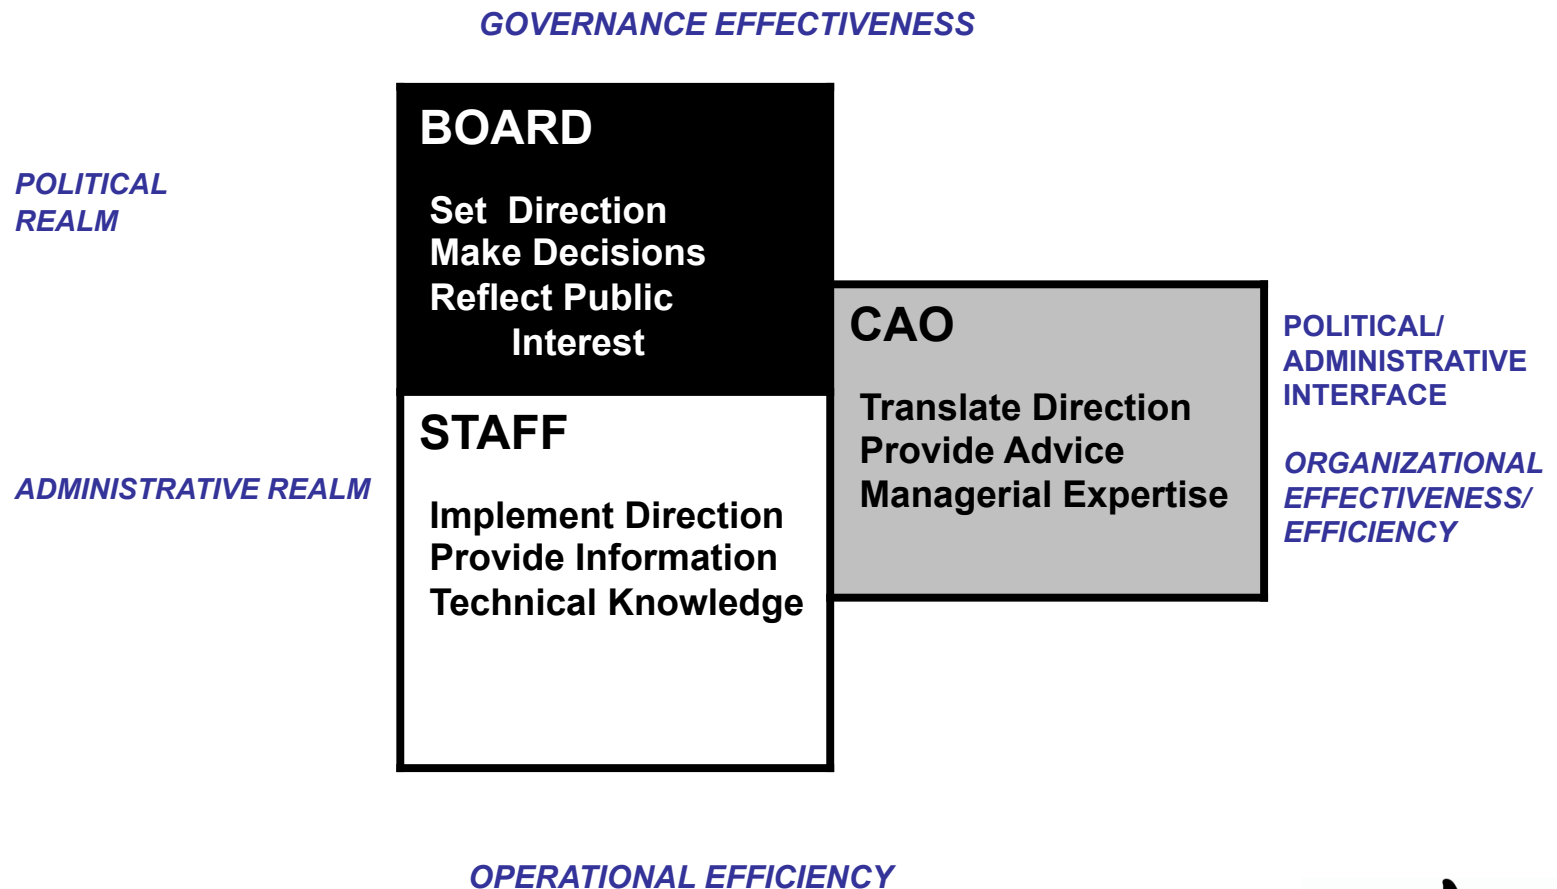 GOVERNANCE EFFECTIVENESS
BOARD
POLITICAL
REALM
Set Direction
Make Decisions
Reflect Public
Interest
CAO
POLITICAL/
ADMINISTRATIVE
INTERFACE
Translate Direction
Provide Advice
Managerial Expertise
ORGANIZATIONAL
EFFECTIVENESS/
EFFICIENCY
STAFF
ADMINISTRATIVE REALM
Implement Direction
Provide Information
Technical Knowledge
OPERATIONAL EFFICIENCY